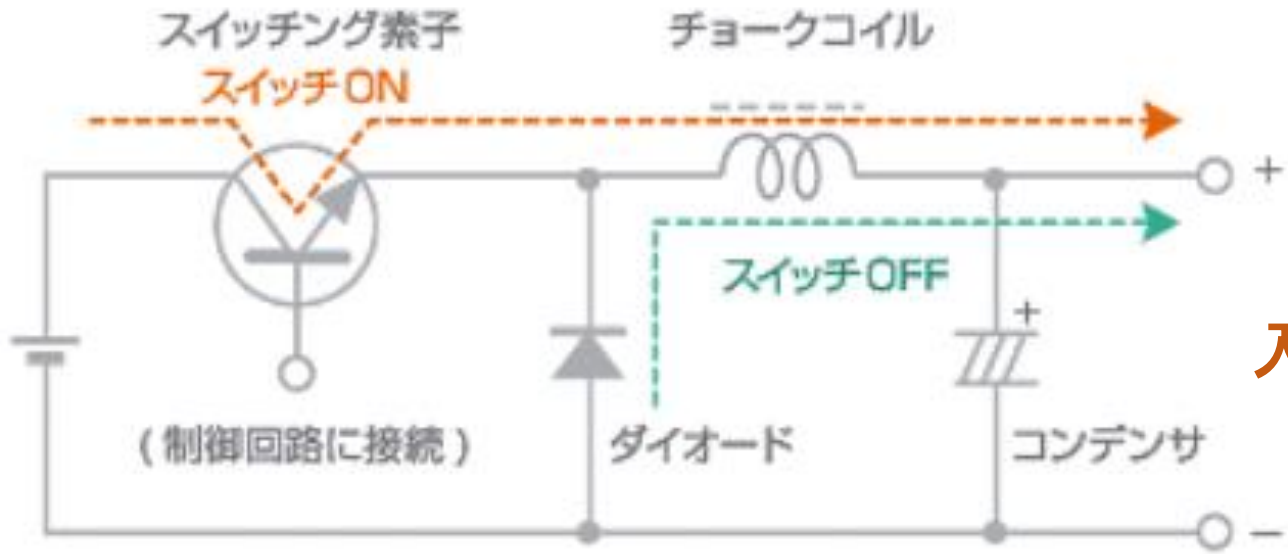 スイッチング素子
チョークコイル
スイッチON
+
スイッチOFF
+
(制御回路に接続)
ダイオード
コンデンサ
−